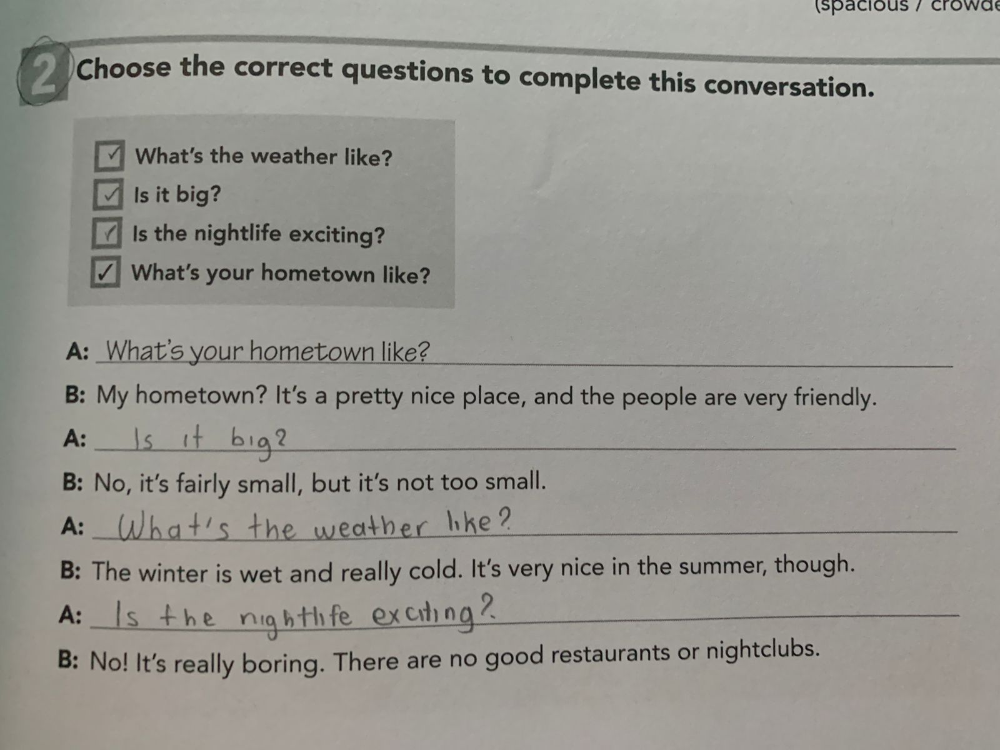 (spacious / crowde
2 Choose the correct questions to complete this conversation.
✓ What's the weather like?
✓ Is it big?
✓ Is the nightlife exciting?
✓ What's your hometown like?
A: What's your hometown like?
B: My hometown? It's a pretty nice place, and the people are very friendly.
A: Is it big?
B: No, it's fairly small, but it's not too small.
A: What's the weather like?
B: The winter is wet and really cold. It's very nice in the summer, though.
A: Is the nightlife exciting?
B: No! It's really boring. There are no good restaurants or nightclubs.